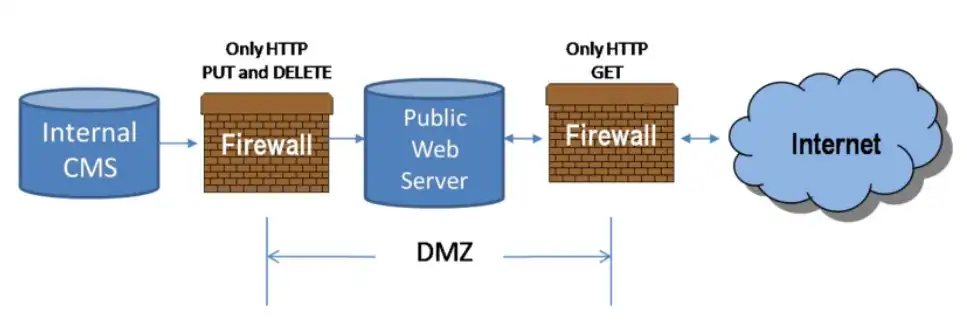 Only HTTP
PUT and DELETE
Only HTTP
GET
Internal
CMS
Firewall
Public
Web
Server
Firewall
Internet
DMZ